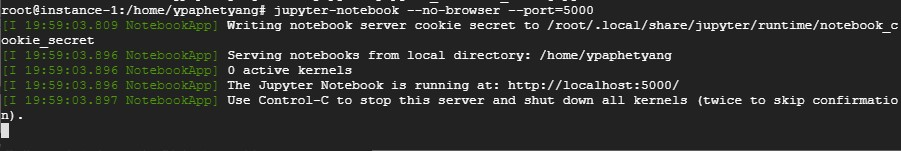 root@instance-1:/home/ypaphetyang# jupyter-notebook --no-browser --port=5000
[I 19:59:03.809 NotebookApp] Writing notebook server cookie secret to /root/.local/share/jupyter/runtime/notebook_c
ookie_secret
[I 19:59:03.896 NotebookApp] Serving notebooks from local directory: /home/ypaphetyang
[I 19:59:03.896 NotebookApp] 0 active kernels
[I 19:59:03.896 NotebookApp] The Jupyter Notebook is running at: http://localhost:5000/
[I 19:59:03.897 NotebookApp] Use Control-C to stop this server and shut down all kernels (twice to skip confirmatio
n).